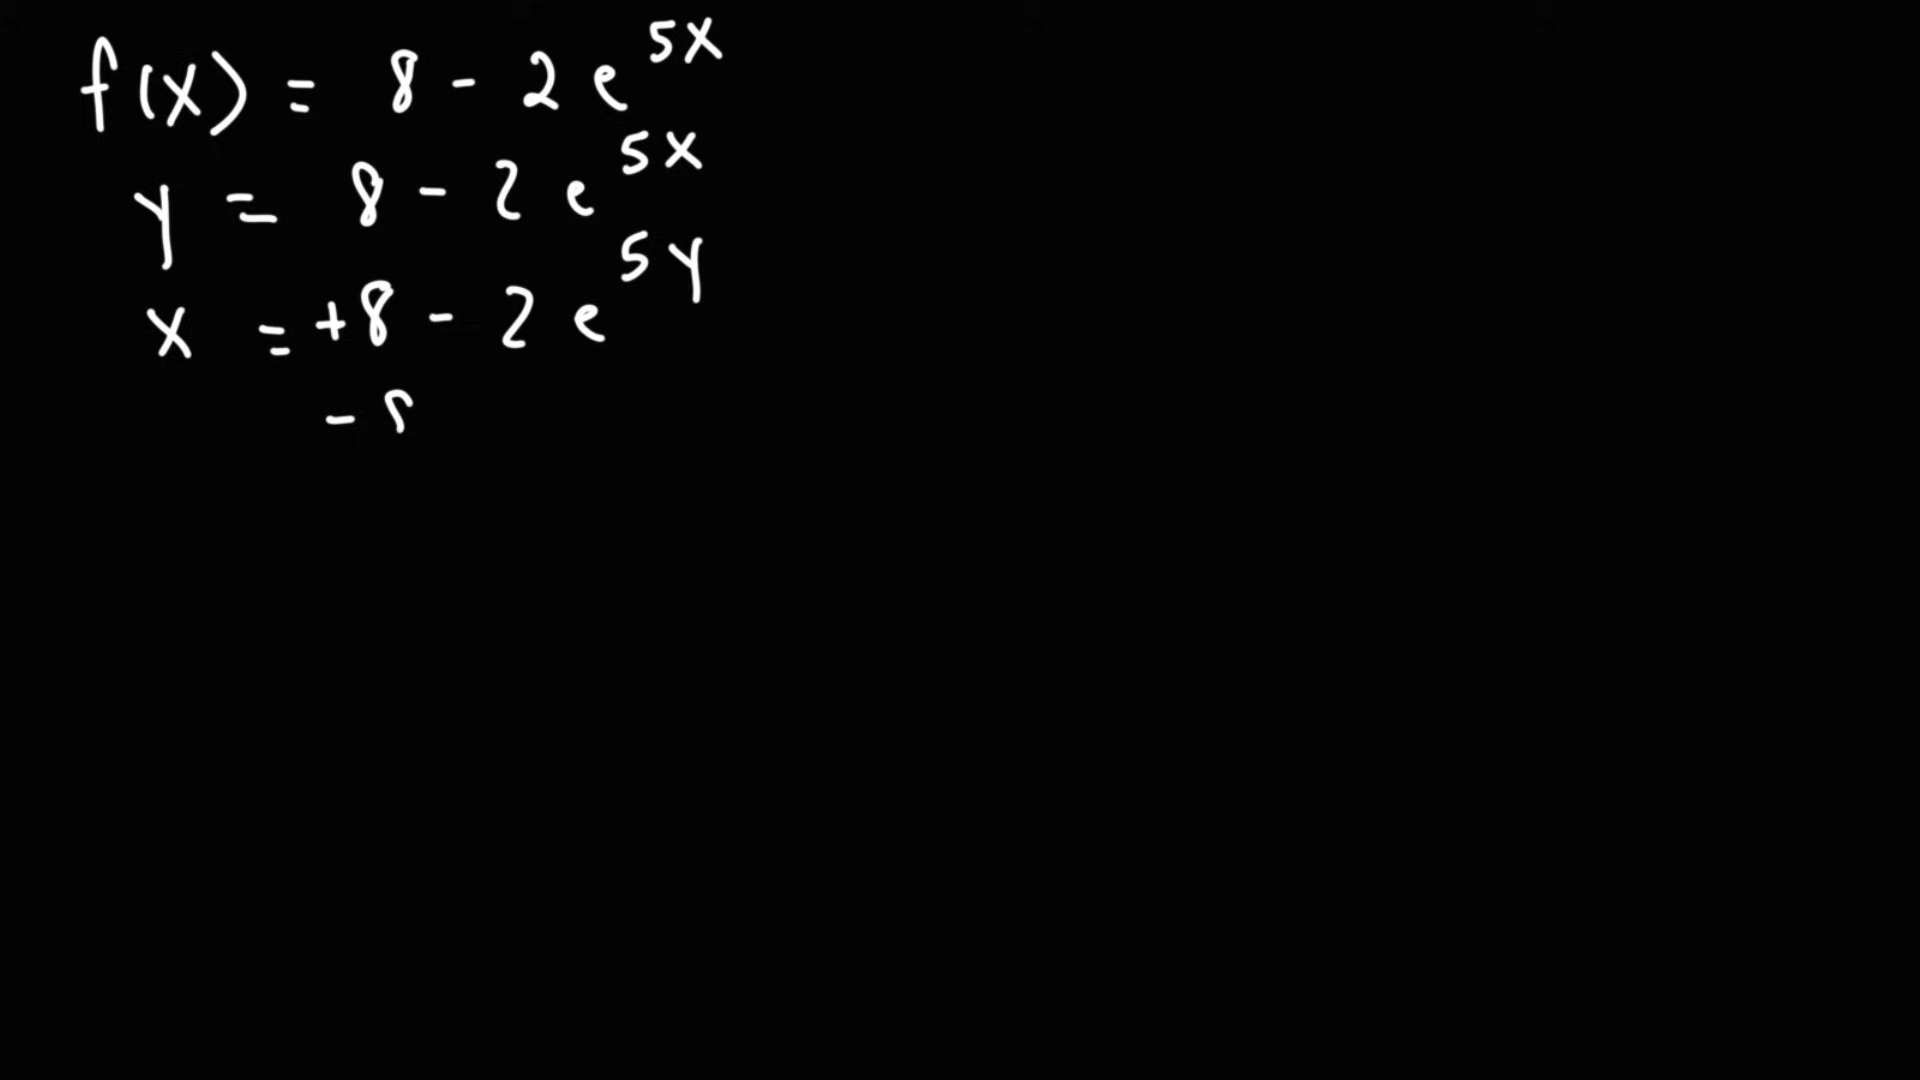 f(x) = 8 - 2e^5x
y = 8 - 2e^5x
x = +8 - 2e^5y
-